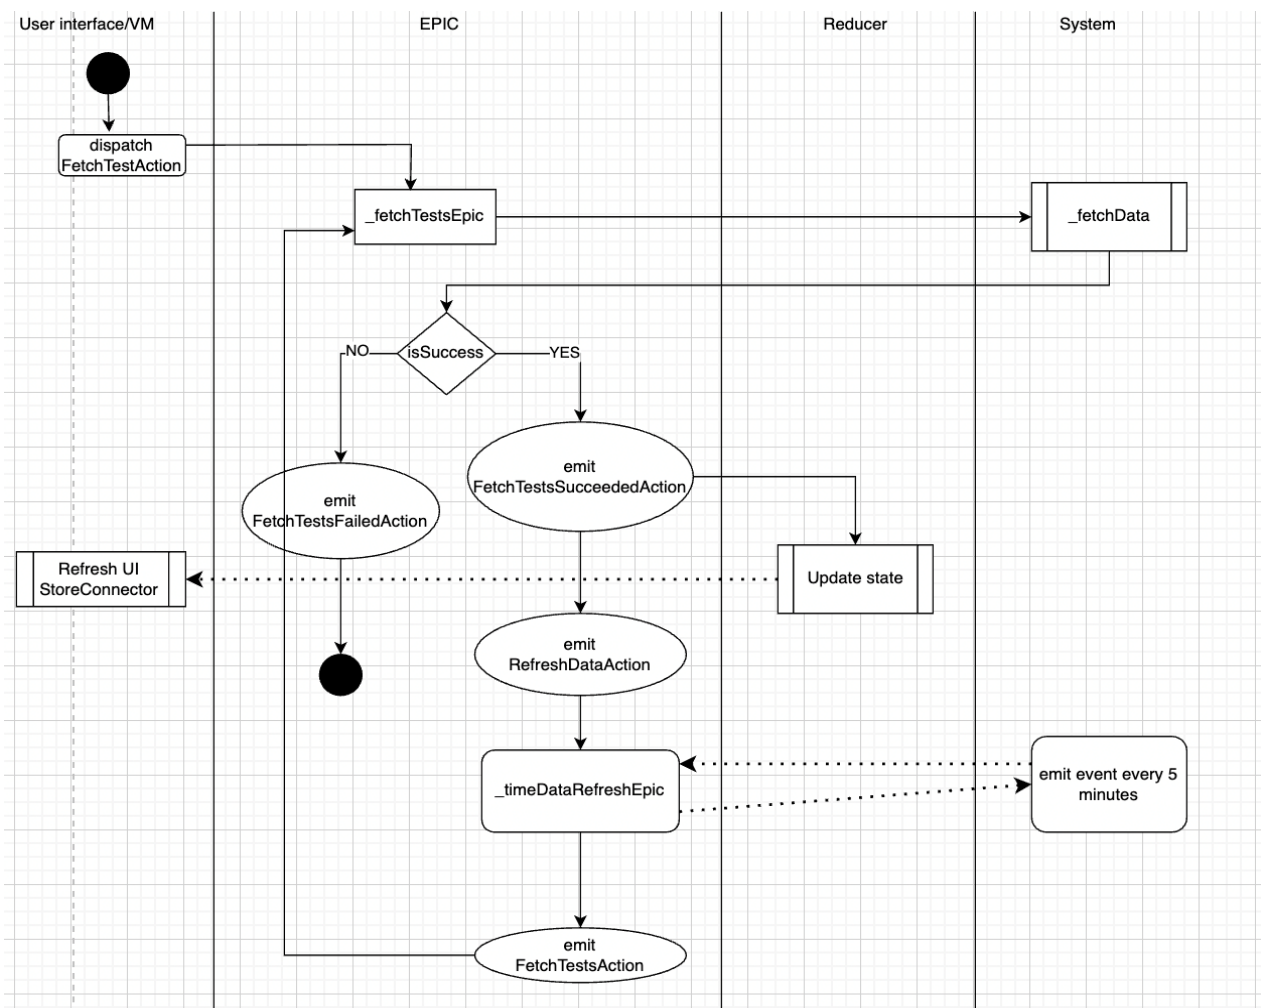 User interface/VM
EPIC
Reducer
System
dispatch
FetchTestAction
_fetchTestsEpic
_fetchData
isSuccess
NO
YES
emit
FetchTestsSucceededAction
emit
FetchTestsFailedAction
Refresh UI
StoreConnector
Update state
emit
RefreshDataAction
_timeDataRefreshEpic
emit event every 5
minutes
emit
FetchTestsAction